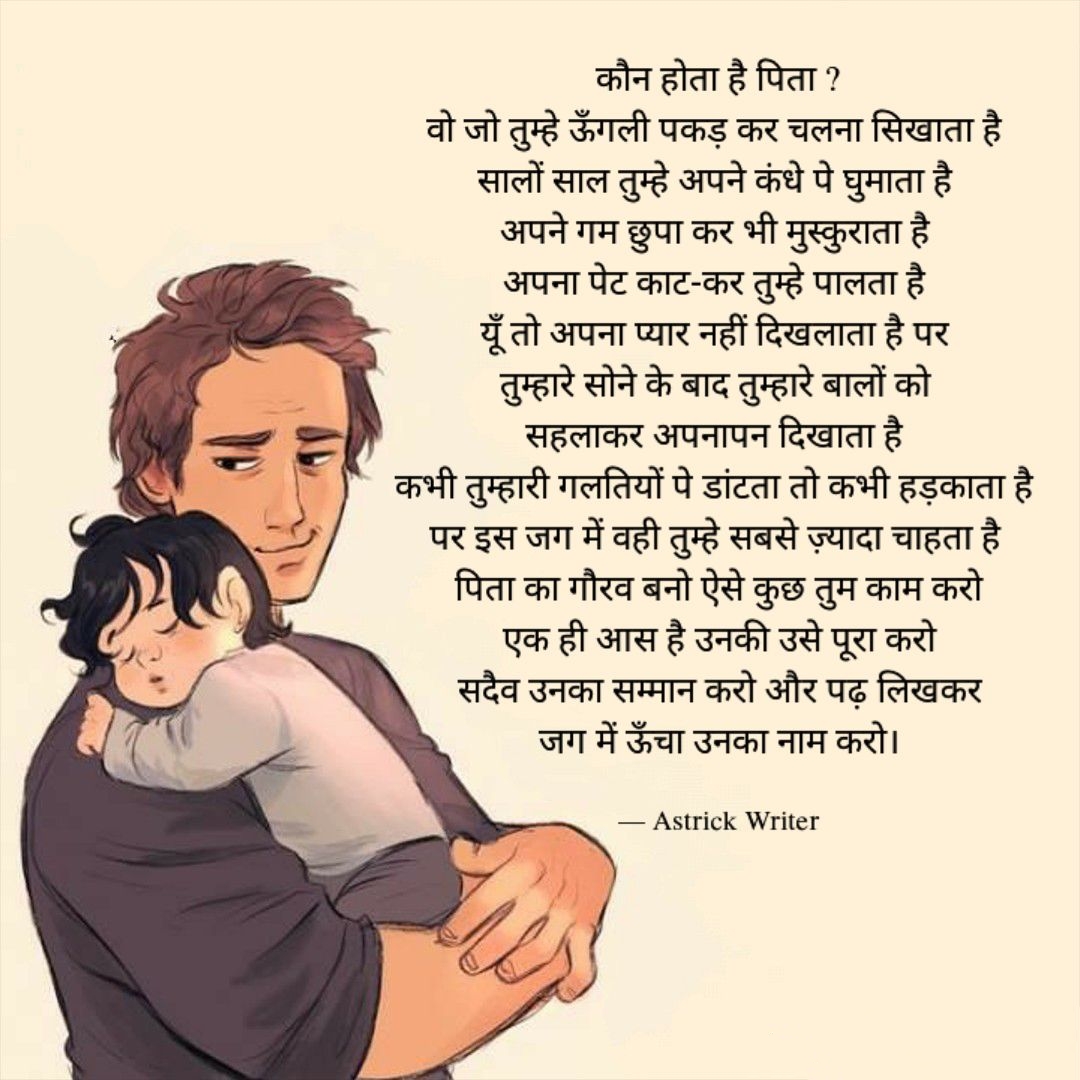 कौन होता है पिता ?
वो जो तुम्हे ऊँगली पकड़ कर चलना सिखाता है
सालों साल तुम्हे अपने कंधे पे घुमाता है
अपने गम छुपा कर भी मुस्कुराता है
अपना पेट काट-कर तुम्हे पालता है
यूँ तो अपना प्यार नहीं दिखलाता है पर
तुम्हारे सोने के बाद तुम्हारे बालों को
सहलाकर अपनापन दिखाता है
कभी तुम्हारी गलतियों पे डांटता तो कभी हड़काता है
पर इस जग में वही तुम्हे सबसे ज़्यादा चाहता है
पिता का गौरव बनो ऐसे कुछ तुम काम करो
एक ही आस है उनकी उसे पूरा करो
सदैव उनका सम्मान करो और पढ़ लिखकर
जग में ऊँचा उनका नाम करो।
— Astrick Writer